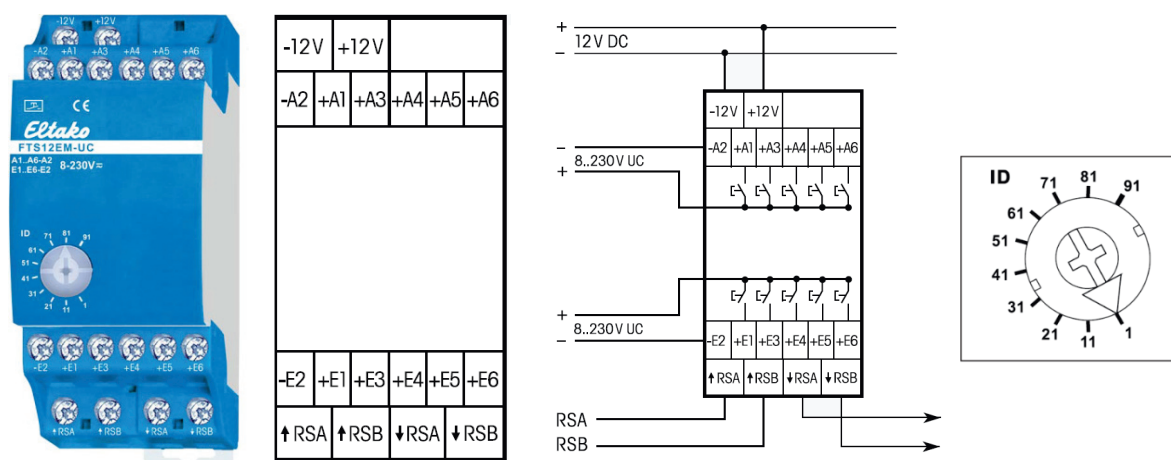 -12V +12V
-A2 +A1 +A3 +A4 +A5 +A6
CE
Eltako
FTS12EM-UC
A1..A6-A2
E1..E6-E2
8-230V≂
ID
1 11 21 31 41 51 61 71 81 91
-E2 +E1 +E3 +E4 +E5 +E6
↑RSA ↑RSB ↓RSA ↓RSB
-12V +12V
-A2 +A1 +A3 +A4 +A5 +A6
-E2 +E1 +E3 +E4 +E5 +E6
↑RSA ↑RSB ↓RSA ↓RSB
+
12V DC
–
-12V +12V
-A2 +A1 +A3 +A4 +A5 +A6
–
8..230V UC
+
+
8..230V UC
–
-E2 +E1 +E3 +E4 +E5 +E6
↑RSA ↑RSB ↓RSA ↓RSB
RSA
RSB
ID
1 11 21 31 41 51 61 71 81 91